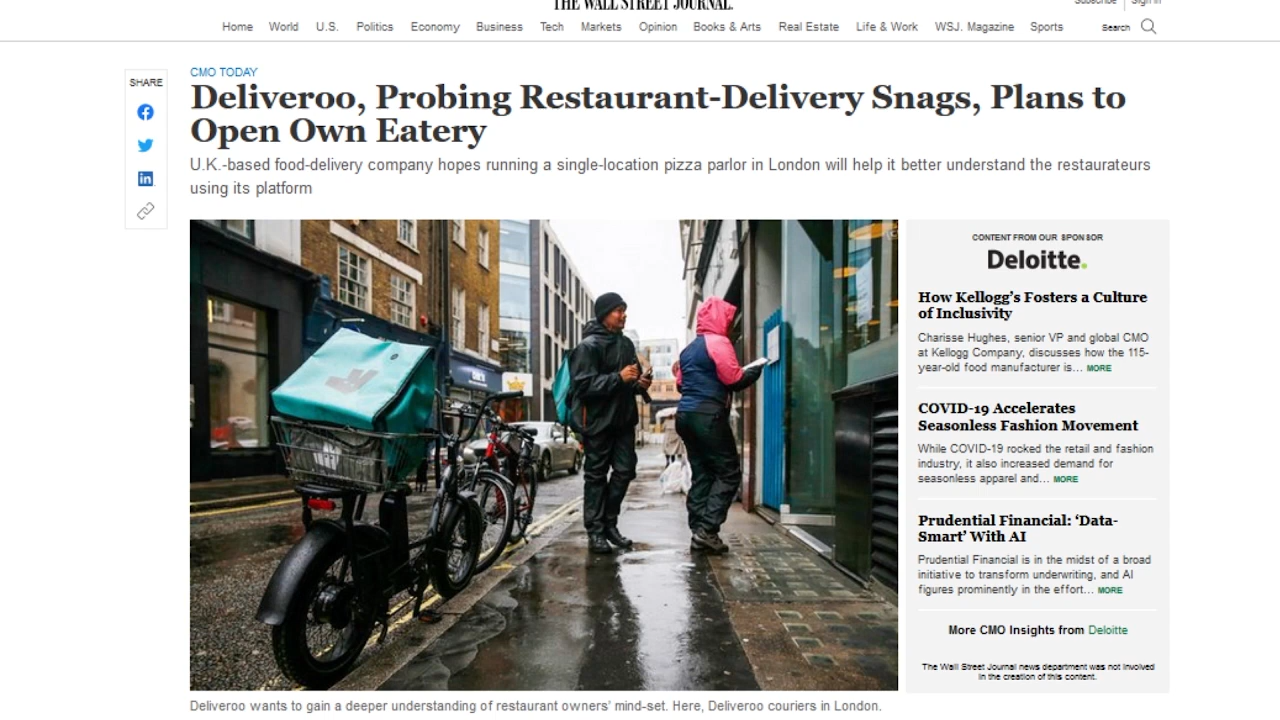 THE WALL STREET JOURNAL.
Subscribe Sign In
Home World U.S. Politics Economy Business Tech Markets Opinion Books & Arts Real Estate Life & Work WSJ. Magazine Sports Search
SHARE
CMO TODAY
Deliveroo, Probing Restaurant-Delivery Snags, Plans to
Open Own Eatery
U.K.-based food-delivery company hopes running a single-location pizza parlor in London will help it better understand the restaurateurs
using its platform
CONTENT FROM OUR SPONSOR
Deloitte.
How Kellogg's Fosters a Culture
of Inclusivity
Charisse Hughes, senior VP and global CMO
at Kellogg Company, discusses how the 115-
year-old food manufacturer is... MORE
COVID-19 Accelerates
Seasonless Fashion Movement
While COVID-19 rocked the retail and fashion
industry, it also increased demand for
seasonless apparel and... MORE
Prudential Financial: ‘Data-
Smart’ With AI
Prudential Financial is in the midst of a broad
initiative to transform underwriting, and AI
figures prominently in the effort... MORE
More CMO Insights from Deloitte
The Wall Street Journal news department was not involved
in the creation of this content.
Deliveroo wants to gain a deeper understanding of restaurant owners’ mind-set. Here, Deliveroo couriers in London.